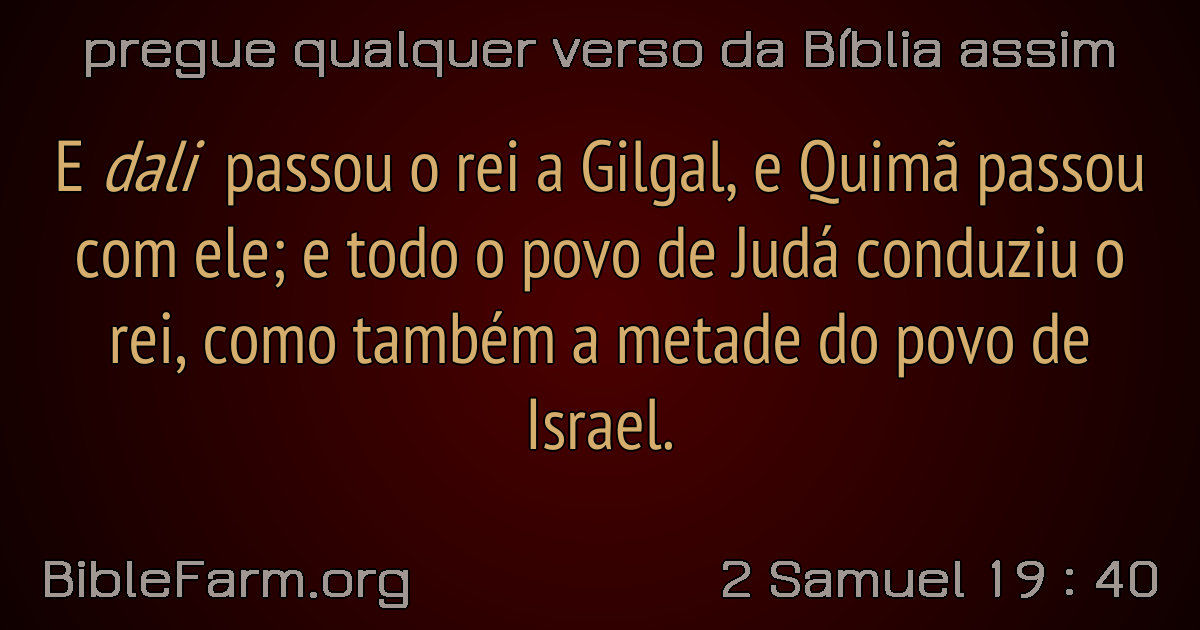 pregue qualquer verso da Bíblia assim
E dali passou o rei a Gilgal, e Quimã passou
com ele; e todo o povo de Judá conduziu o
rei, como também a metade do povo de
Israel.
BibleFarm.org
2 Samuel 19 : 40